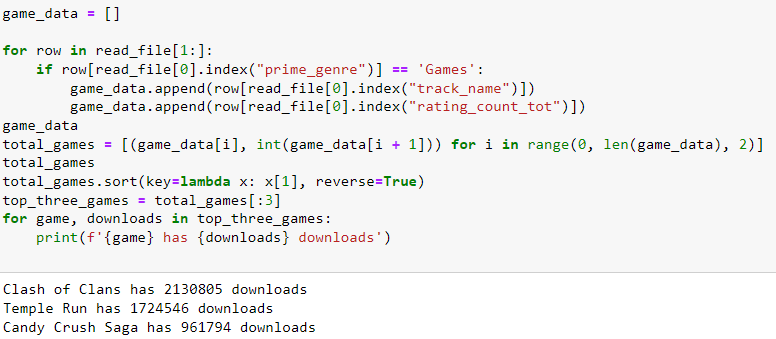 game_data = []
for row in read_file[1:]:
    if row[read_file[0].index("prime_genre")] == 'Games':
        game_data.append(row[read_file[0].index("track_name")])
        game_data.append(row[read_file[0].index("rating_count_tot")])
game_data
total_games = [(game_data[i], int(game_data[i + 1])) for i in range(0, len(game_data), 2)]
total_games
total_games.sort(key=lambda x: x[1], reverse=True)
top_three_games = total_games[:3]
for game, downloads in top_three_games:
    print(f'{game} has {downloads} downloads')
Clash of Clans has 2130805 downloads
Temple Run has 1724546 downloads
Candy Crush Saga has 961794 downloads